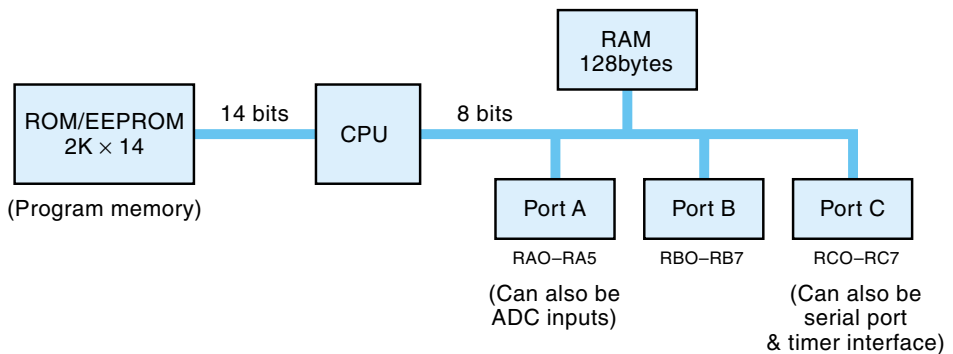 RAM
128bytes
ROM/EEPROM
2K × 14
14 bits
CPU
8 bits
(Program memory)
Port A
Port B
Port C
RAO–RA5
RBO–RB7
RCO–RC7
(Can also be
ADC inputs)
(Can also be
serial port
& timer interface)